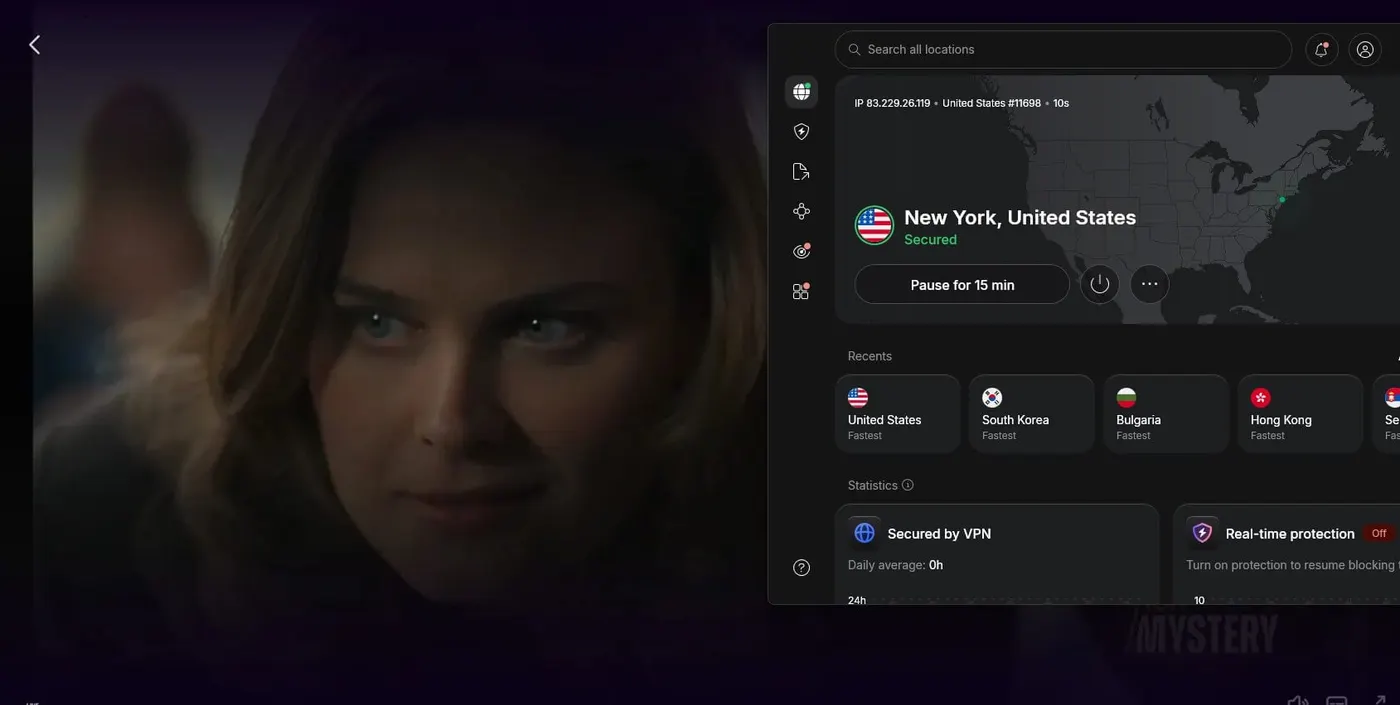 Search all locations
IP 83.229.26.119 • United States #11698 • 10s
New York, United States
Secured
Pause for 15 min
Recents
United States
Fastest
South Korea
Fastest
Bulgaria
Fastest
Hong Kong
Fastest
Se
Fas
Statistics
Secured by VPN
Daily average: 0h
24h
Real-time protection Off
Turn on protection to resume blocking
10
MYSTERY